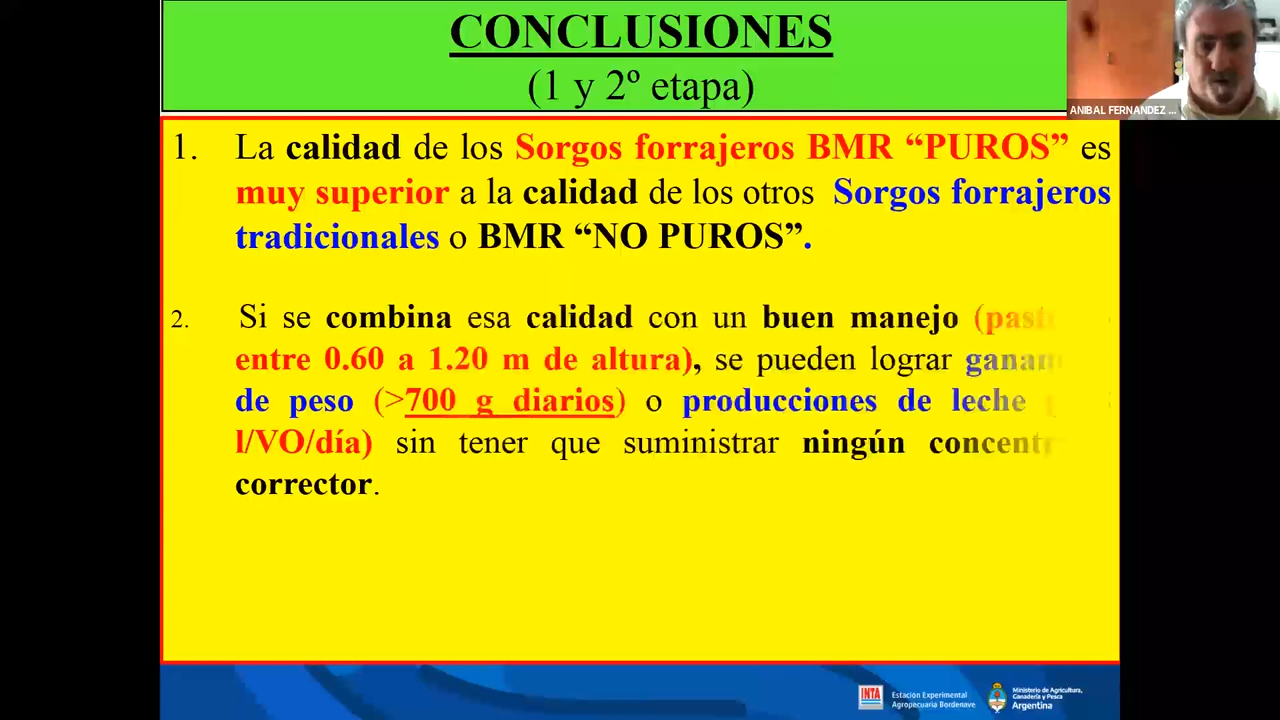 CONCLUSIONES
(1 y 2º etapa)
ANIBAL FERNANDEZ ...
1. La calidad de los Sorgos forrajeros BMR “PUROS” es
muy superior a la calidad de los otros Sorgos forrajeros
tradicionales o BMR “NO PUROS”.
2. Si se combina esa calidad con un buen manejo
entre 0.60 a 1.20 m de altura), se pueden lograr
de peso (>700 g diarios) o producciones de leche
l/VO/día) sin tener que suministrar ningún
corrector.
INTA
Estación Experimental
Agropecuaria Bordenave
Ministerio de Agricultura,
Ganadería y Pesca
Argentina